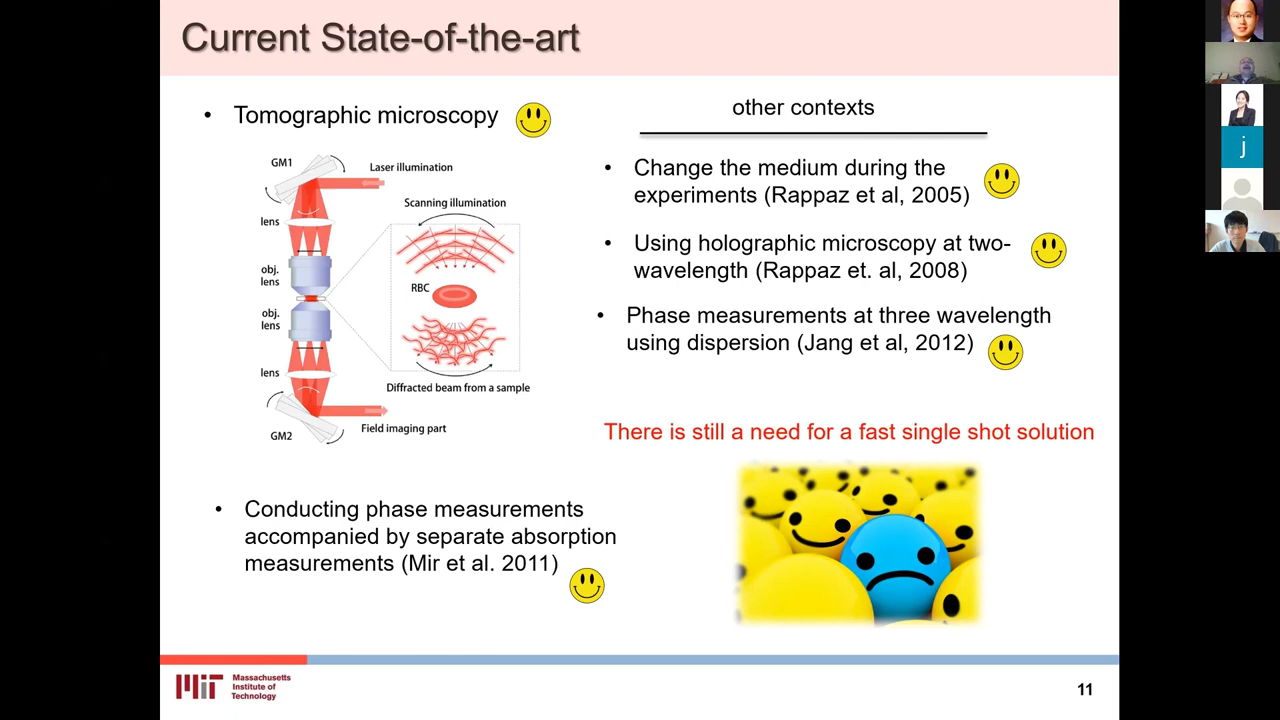 Current State-of-the-art
• Tomographic microscopy
GM1
Laser illumination
Scanning illumination
lens
obj.
lens
RBC
obj.
lens
lens
Diffracted beam from a sample
Field imaging part
GM2
• Conducting phase measurements
accompanied by separate absorption
measurements (Mir et al. 2011)
other contexts
• Change the medium during the
experiments (Rappaz et al, 2005)
• Using holographic microscopy at two-
wavelength (Rappaz et. al, 2008)
• Phase measurements at three wavelength
using dispersion (Jang et al, 2012)
There is still a need for a fast single shot solution
MIT
Massachusetts
Institute of
Technology
11
j